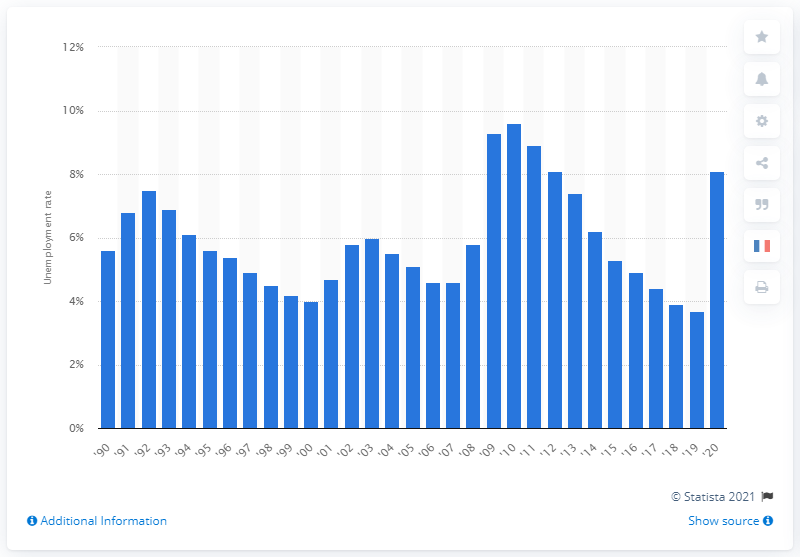 12%
10%
8%
6%
4%
2%
0%
Unemployment rate
'90 '91 '92 '93 '94 '95 '96 '97 '98 '99 '00 '01 '02 '03 '04 '05 '06 '07 '08 '09 '10 '11 '12 '13 '14 '15 '16 '17 '18 '19 '20
© Statista 2021
Additional Information
Show source